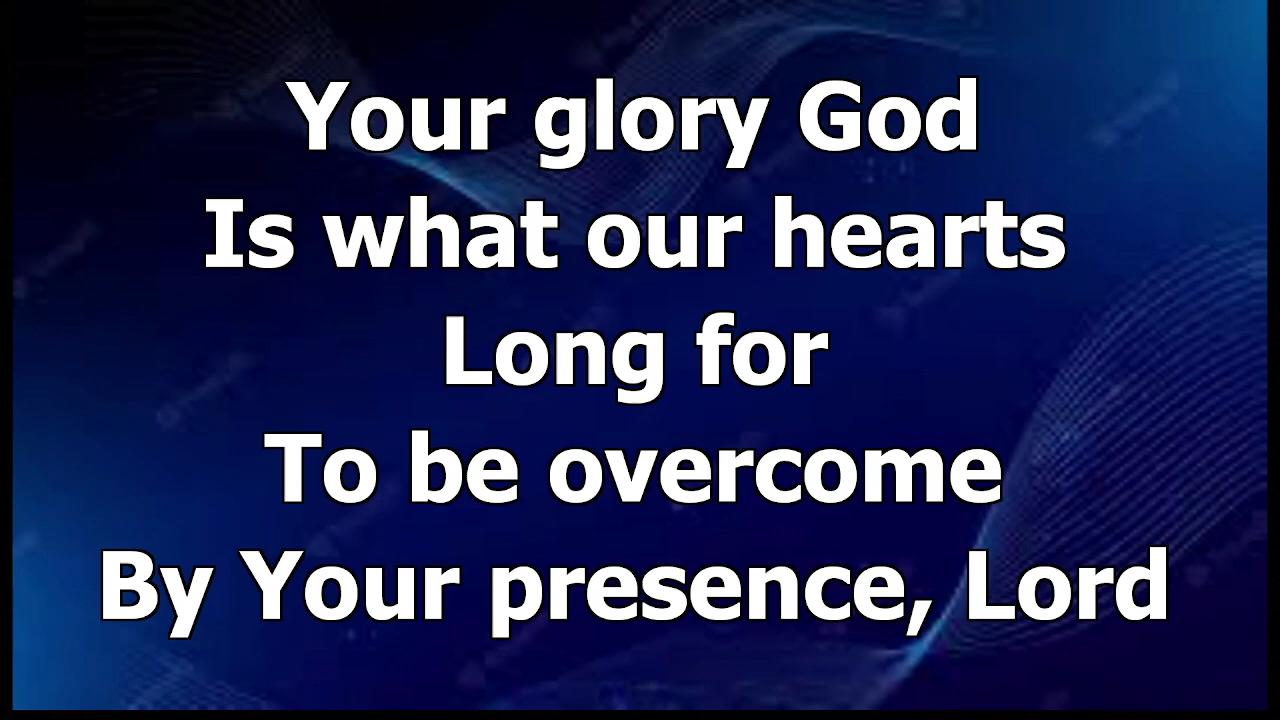 Your glory God
Is what our hearts
Long for
To be overcome
By Your presence, Lord